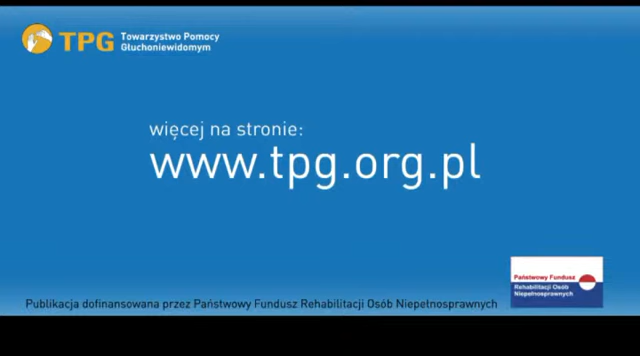 TPG
Towarzystwo Pomocy
Głuchoniewidomym
więcej na stronie:
www.tpg.org.pl
Państwowy Fundusz
Rehabilitacji Osób
Niepełnosprawnych
Publikacja dofinansowana przez Państwowy Fundusz Rehabilitacji Osób Niepełnosprawnych